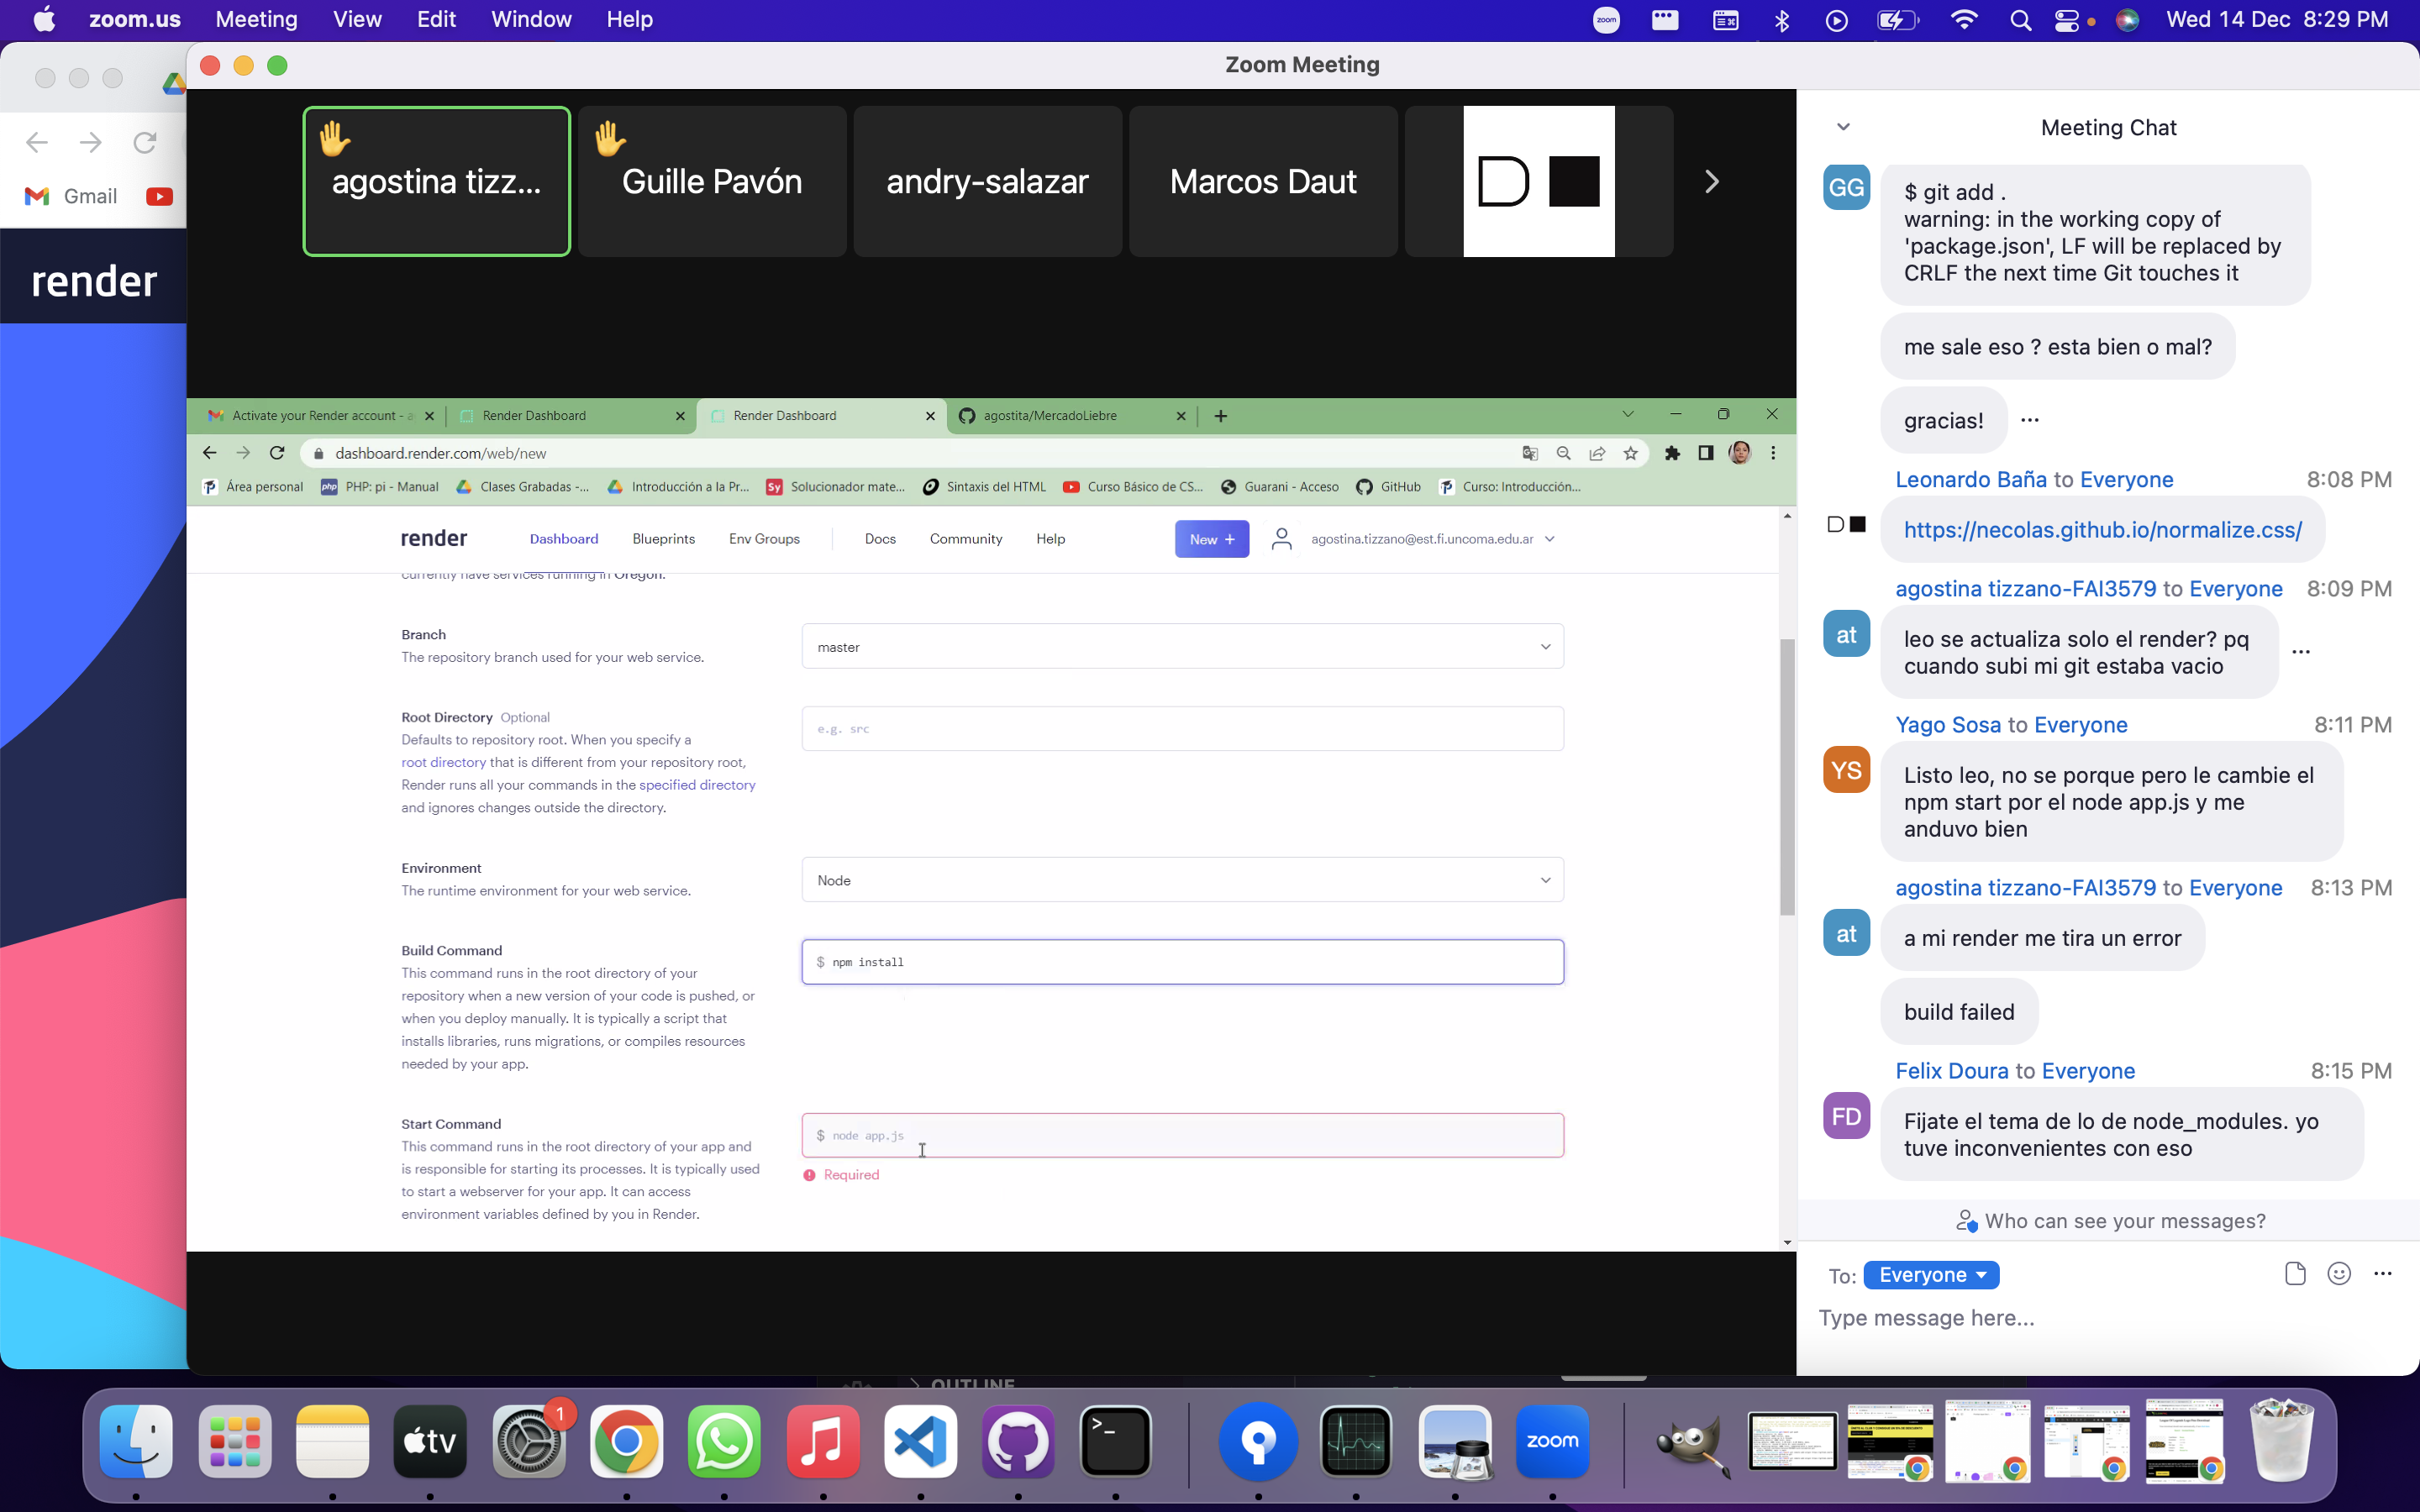 zoom.us Meeting View Edit Window Help
zoom
Wed 14 Dec 8:29 PM
Zoom Meeting
Gmail
render
agostina tizz...
Guille Pavón
andry-salazar
Marcos Daut
Activate your Render account - a
Render Dashboard
Render Dashboard
agostita/MercadoLiebre
dashboard.render.com/web/new
Área personal
php PHP: pi - Manual
Clases Grabadas -...
Introducción a la Pr...
Sy Solucionador mate...
Sintaxis del HTML
Curso Básico de CS...
Guarani - Acceso
GitHub
Curso: Introducción...
render
Dashboard Blueprints Env Groups Docs Community Help
New +
agostina.tizzano@est.fi.uncoma.edu.ar
currently have services running in Oregon.
Branch
The repository branch used for your web service.
master
Root Directory Optional
Defaults to repository root. When you specify a
root directory that is different from your repository root,
Render runs all your commands in the specified directory
and ignores changes outside the directory.
e.g. src
Environment
The runtime environment for your web service.
Node
Build Command
This command runs in the root directory of your
repository when a new version of your code is pushed, or
when you deploy manually. It is typically a script that
installs libraries, runs migrations, or compiles resources
needed by your app.
$ npm install
Start Command
This command runs in the root directory of your app and
is responsible for starting its processes. It is typically used
to start a webserver for your app. It can access
environment variables defined by you in Render.
$ node app.js
Required
Meeting Chat
GG
$ git add .
warning: in the working copy of
'package.json', LF will be replaced by
CRLF the next time Git touches it
me sale eso ? esta bien o mal?
gracias!
Leonardo Baña to Everyone 8:08 PM
https://necolas.github.io/normalize.css/
agostina tizzano-FAI3579 to Everyone 8:09 PM
at
leo se actualiza solo el render? pq
cuando subi mi git estaba vacio
Yago Sosa to Everyone 8:11 PM
YS
Listo leo, no se porque pero le cambie el
npm start por el node app.js y me
anduvo bien
agostina tizzano-FAI3579 to Everyone 8:13 PM
at
a mi render me tira un error
build failed
Felix Doura to Everyone 8:15 PM
FD
Fijate el tema de lo de node_modules. yo
tuve inconvenientes con eso
Who can see your messages?
To: Everyone
Type message here...
OUTLINE
tv
1
zoom